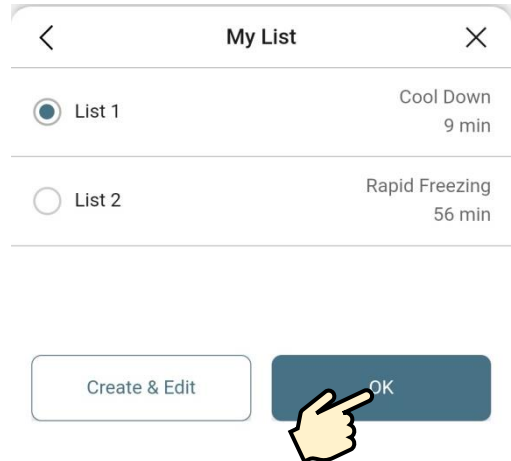 My List
List 1
Cool Down
9 min
List 2
Rapid Freezing
56 min
Create & Edit
OK